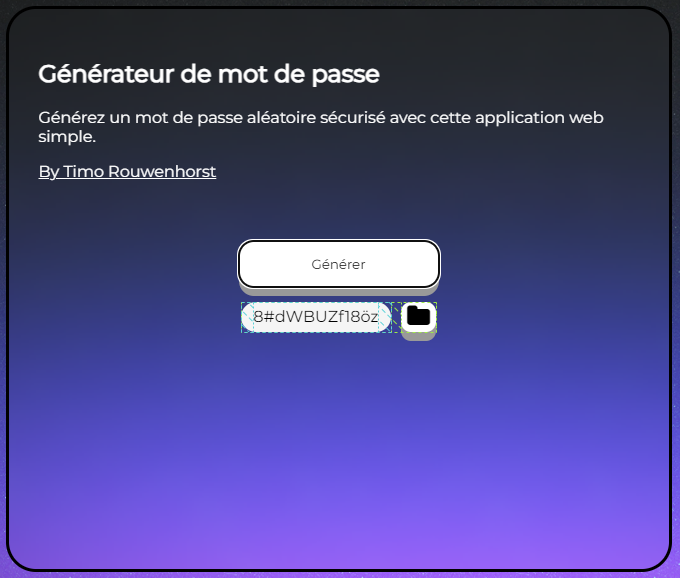 Générateur de mot de passe
Générez un mot de passe aléatoire sécurisé avec cette application web
simple.
By Timo Rouwenhorst
Générer
8#dWBUZf18öz